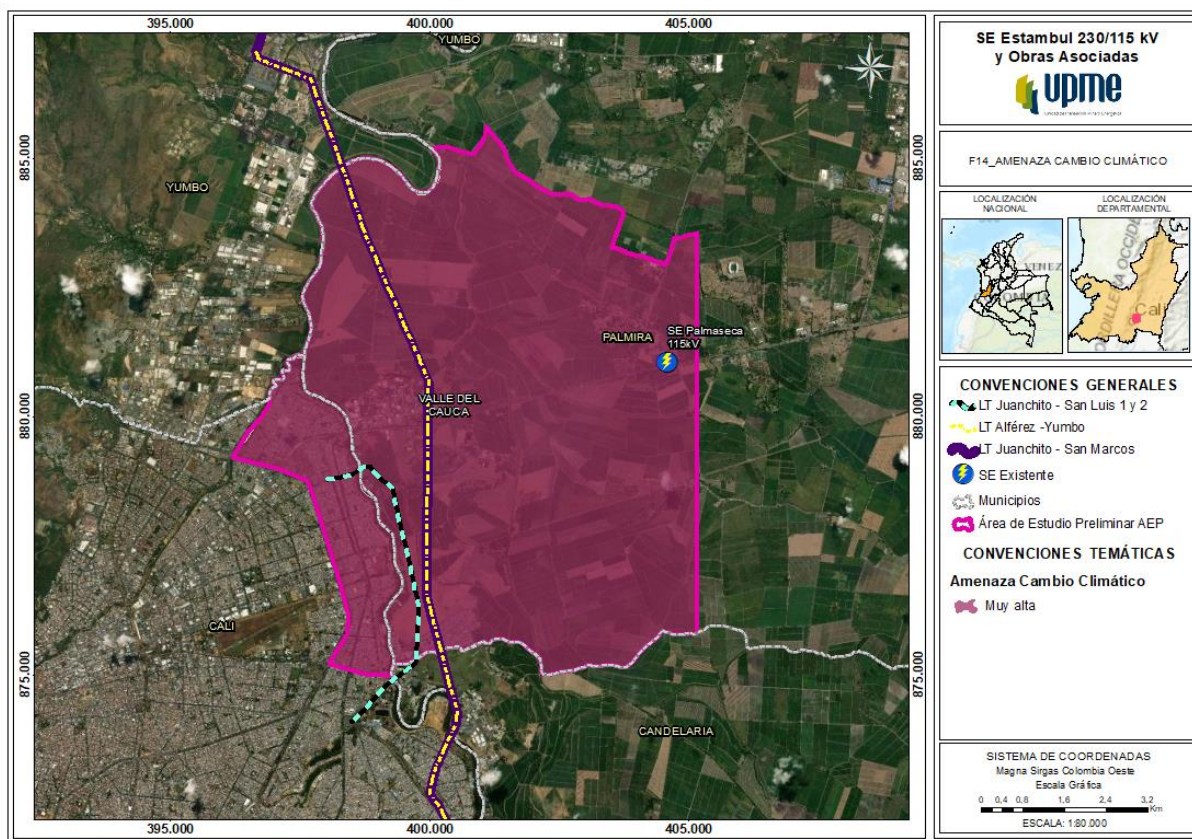 395.000
400.000
405.000
885.000
885.000
880.000
880.000
875.000
875.000
395.000
400.000
405.000
YUMBO
YUMBO
PALMIRA
SE Palmaseca
115kV
VALLE DEL
CAUCA
CALI
CANDELARIA
SE Estambul 230/115 kV
y Obras Asociadas
upme
F14_AMENAZA CAMBIO CLIMÁTICO
LOCALIZACIÓN
NACIONAL
LOCALIZACIÓN
DEPARTAMENTAL
VENEZ
Cali
CONVENCIONES GENERALES
LT Juanchito - San Luis 1 y 2
LT Alférez -Yumbo
LT Juanchito - San Marcos
SE Existente
Municipios
Área de Estudio Preliminar AEP
CONVENCIONES TEMÁTICAS
Amenaza Cambio Climático
Muy alta
SISTEMA DE COORDENADAS
Magna Sirgas Colombia Oeste
Escala Gráfica
0 0,4 0,8 1,6 2,4 3,2
Km
ESCALA: 1:80.000